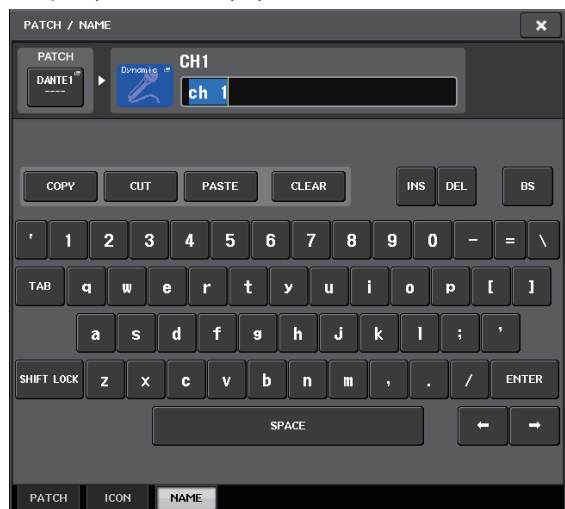 PATCH / NAME ×
PATCH
DANTE1
----
Dynamic
CH1
ch 1
COPY CUT PASTE CLEAR INS DEL BS
' 1 2 3 4 5 6 7 8 9 0 - = \
TAB q w e r t y u i o p [ ]
a s d f g h j k l ; '
SHIFT LOCK z x c v b n m , . / ENTER
SPACE ← →
PATCH ICON NAME